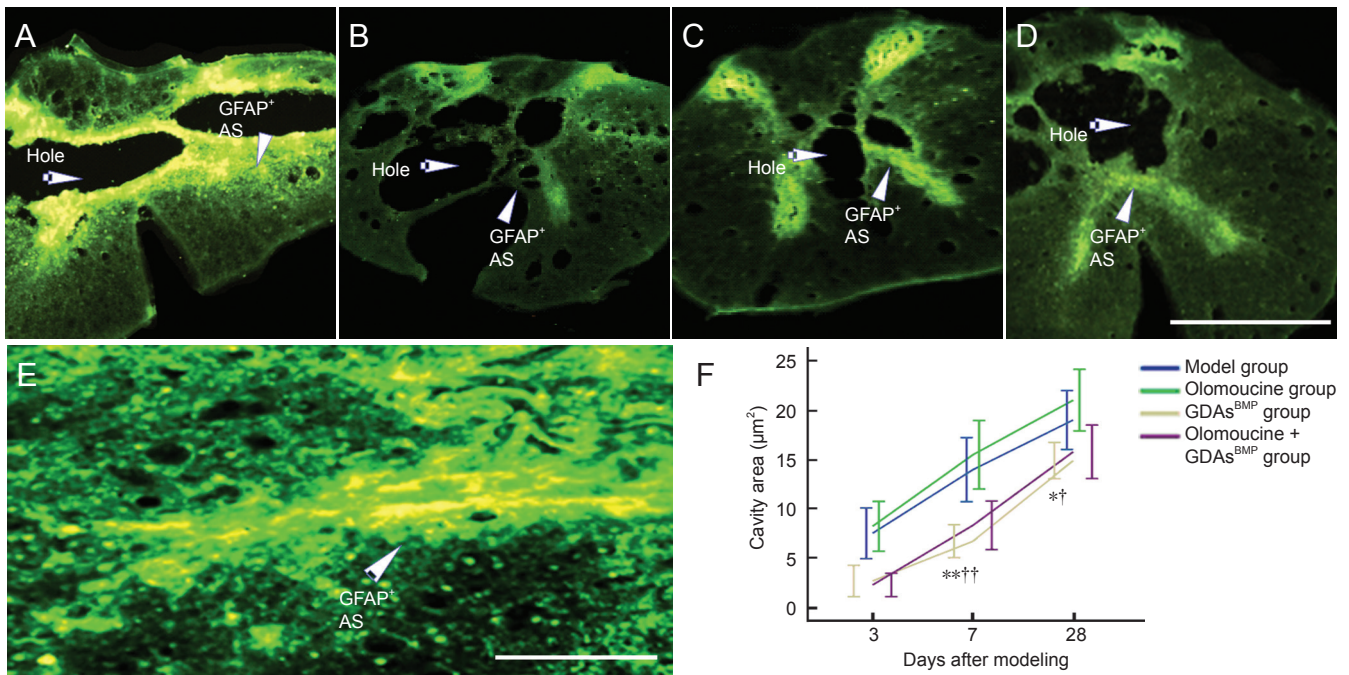 A
GFAP⁺
AS
Hole
B
Hole
GFAP⁺
AS
C
Hole
GFAP⁺
AS
D
Hole
GFAP⁺
AS
E
GFAP⁺
AS
F
Cavity area (µm²)
25
20
15
10
5
0
3 7 28
Days after modeling
**††
*†
Model group
Olomoucine group
GDAsᴮᴹᴾ group
Olomoucine +
GDAsᴮᴹᴾ group